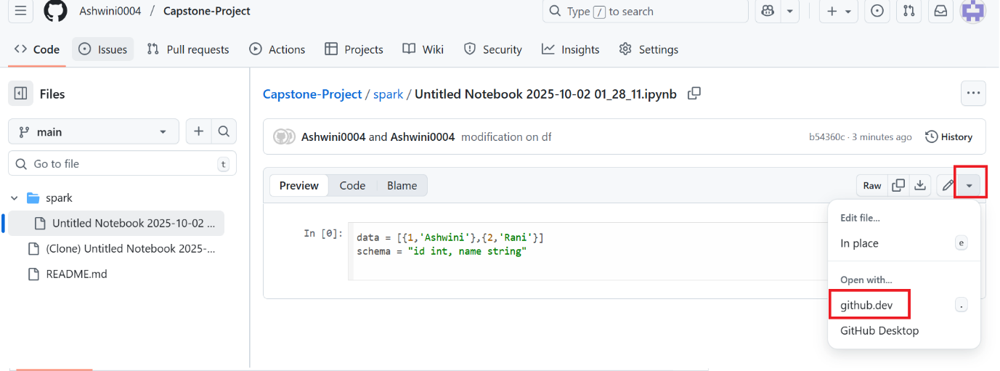 Ashwini0004 / Capstone-Project
Type / to search
Code Issues Pull requests Actions Projects Wiki Security Insights Settings
Files
main
Go to file t
spark
Untitled Notebook 2025-10-02 ...
(Clone) Untitled Notebook 2025-...
README.md
Capstone-Project / spark / Untitled Notebook 2025-10-02 01_28_11.ipynb
Ashwini0004 and Ashwini0004 modification on df
b54360c · 3 minutes ago History
Preview Code Blame
Raw
In [0]:
data = [{1,'Ashwini'},{2,'Rani'}]
schema = "id int, name string"
Edit file...
In place e
Open with...
github.dev .
GitHub Desktop